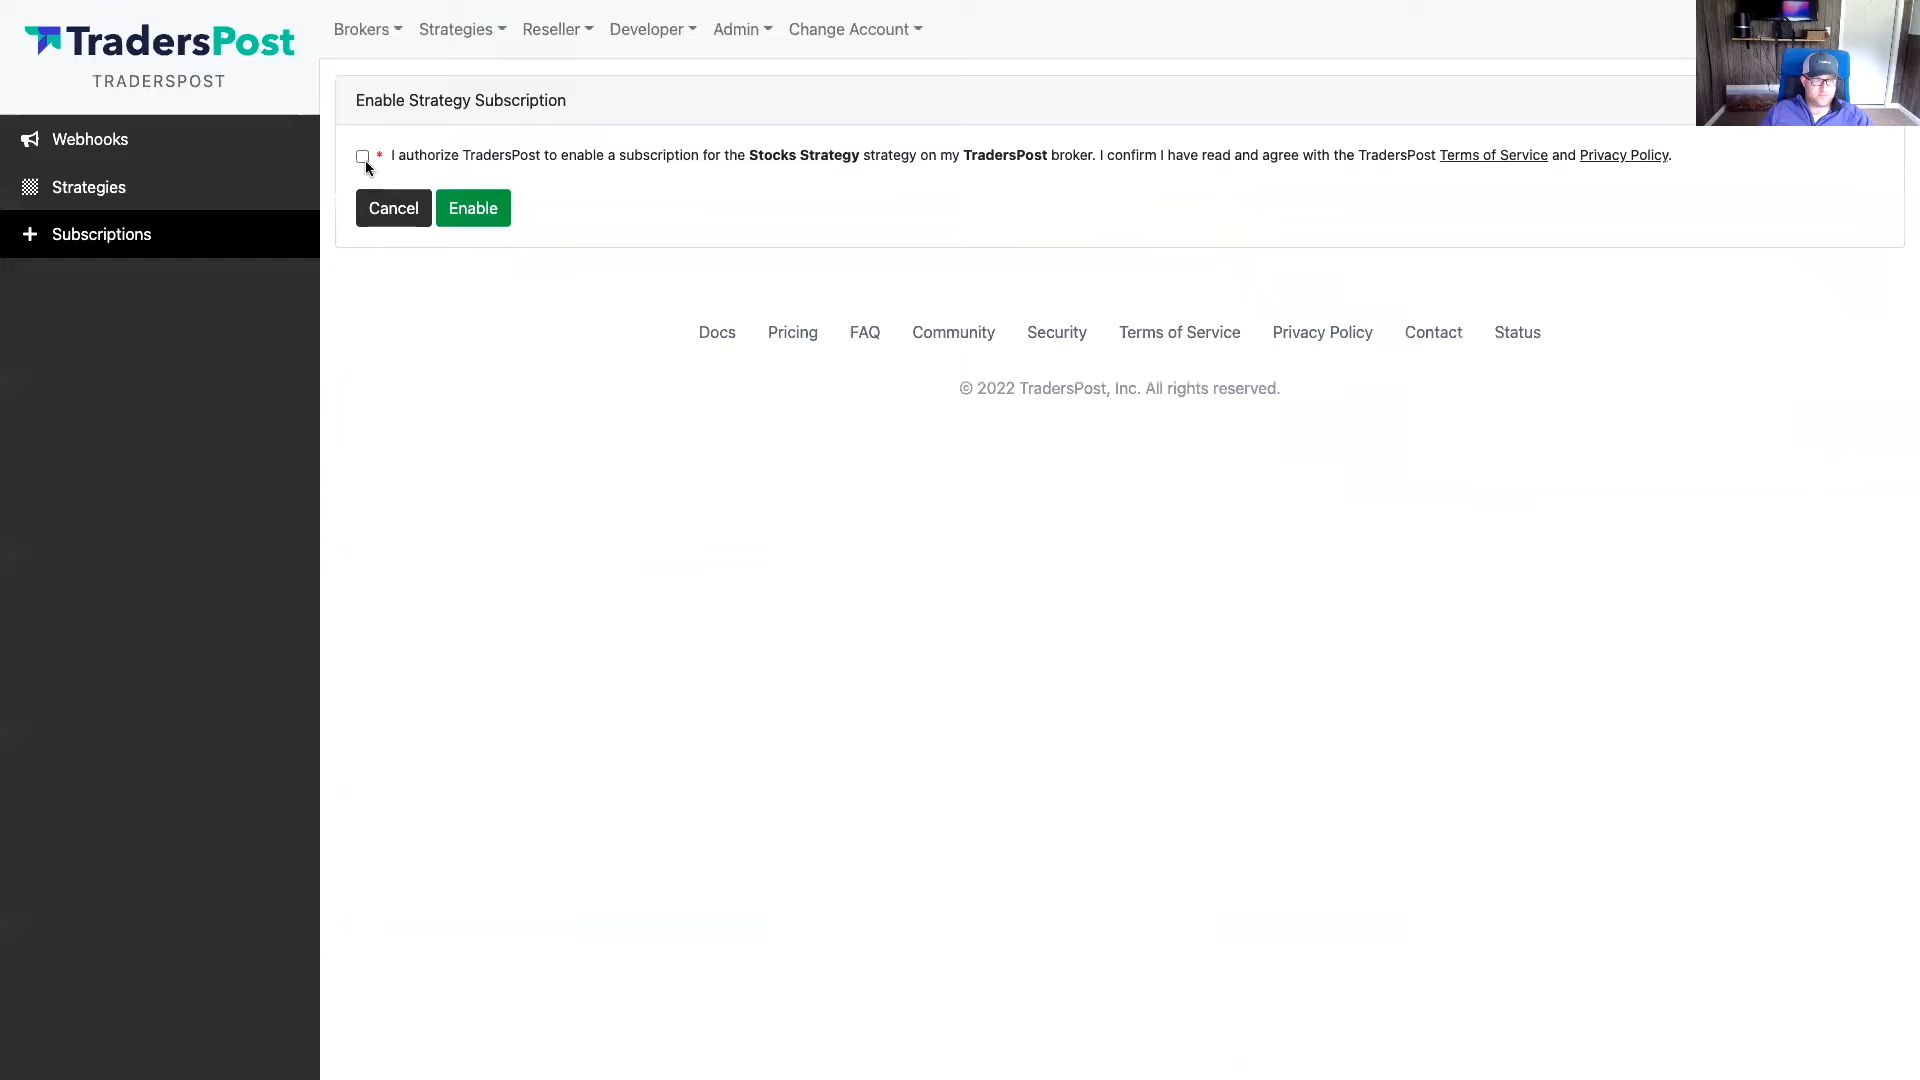 TradersPost
TRADERSPOST
Brokers Strategies Reseller Developer Admin Change Account
Webhooks
Strategies
Subscriptions
Enable Strategy Subscription
* I authorize TradersPost to enable a subscription for the Stocks Strategy strategy on my TradersPost broker. I confirm I have read and agree with the TradersPost Terms of Service and Privacy Policy.
Cancel Enable
Docs Pricing FAQ Community Security Terms of Service Privacy Policy Contact Status
© 2022 TradersPost, Inc. All rights reserved.